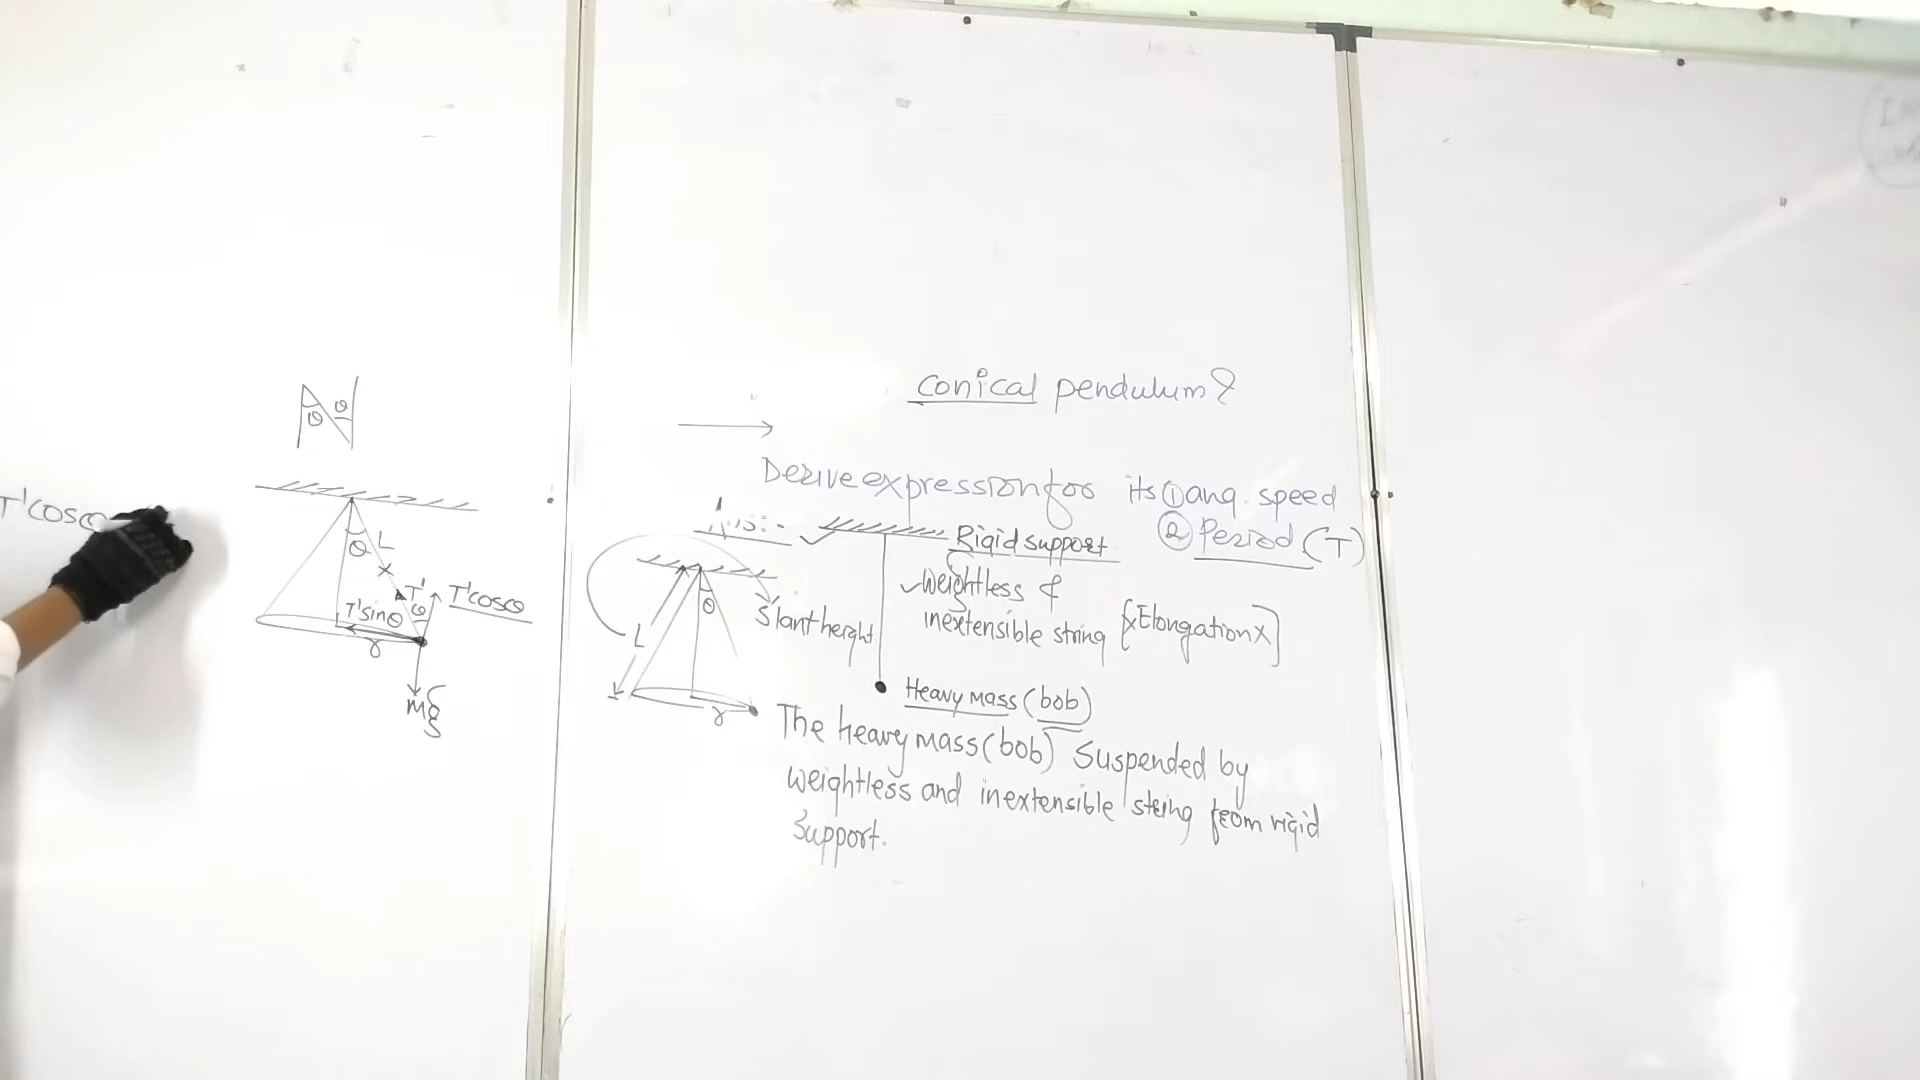 conical pendulum?
Derive expression for its ① ang. speed
② Period (T)
Ans:-
Rigid support
weightless &
inextensible string {xElongationx}
Slant height
θ
L
r
Heavy mass (bob)
The heavy mass (bob) suspended by
weightless and inextensible string from rigid
support.
θ θ
T'cosθ
θ L
T'
θ T'cosθ
T'sinθ
r
mg